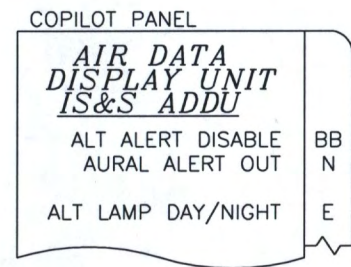 COPILOT PANEL
AIR DATA
DISPLAY UNIT
IS&S ADDU
ALT ALERT DISABLE BB
AURAL ALERT OUT N
ALT LAMP DAY/NIGHT E